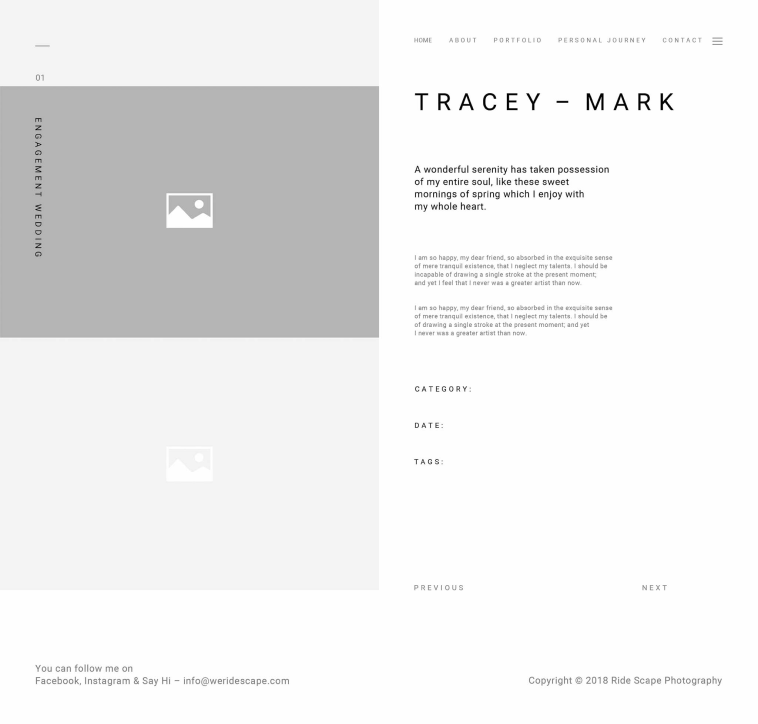 HOME ABOUT PORTFOLIO PERSONAL JOURNEY CONTACT
01
ENGAGEMENT WEDDING
TRACEY – MARK
A wonderful serenity has taken possession
of my entire soul, like these sweet
mornings of spring which I enjoy with
my whole heart.
I am so happy, my dear friend, so absorbed in the exquisite sense
of mere tranquil existence, that I neglect my talents. I should be
incapable of drawing a single stroke at the present moment;
and yet I feel that I never was a greater artist than now.
I am so happy, my dear friend, so absorbed in the exquisite sense
of mere tranquil existence, that I neglect my talents. I should be
of drawing a single stroke at the present moment; and yet
I never was a greater artist than now.
CATEGORY:
DATE:
TAGS:
PREVIOUS NEXT
You can follow me on
Facebook, Instagram & Say Hi – info@weridescape.com
Copyright © 2018 Ride Scape Photography